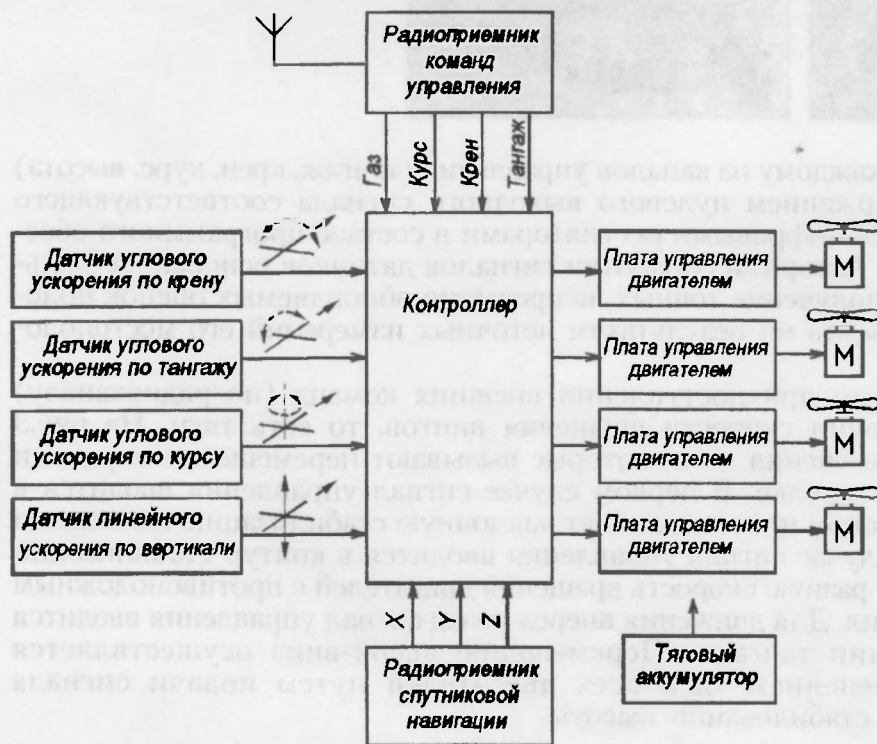 Радиоприемник
команд
управления
Газ
Курс
Крен
Тангаж
Датчик углового
ускорения по крену
Датчик углового
ускорения по тангажу
Датчик углового
ускорения по курсу
Датчик линейного
ускорения по вертикали
Контроллер
Плата управления
двигателем
М
Плата управления
двигателем
М
Плата управления
двигателем
М
Плата управления
двигателем
М
X
Y
Z
Радиоприемник
спутниковой
навигации
Тяговый
аккумулятор